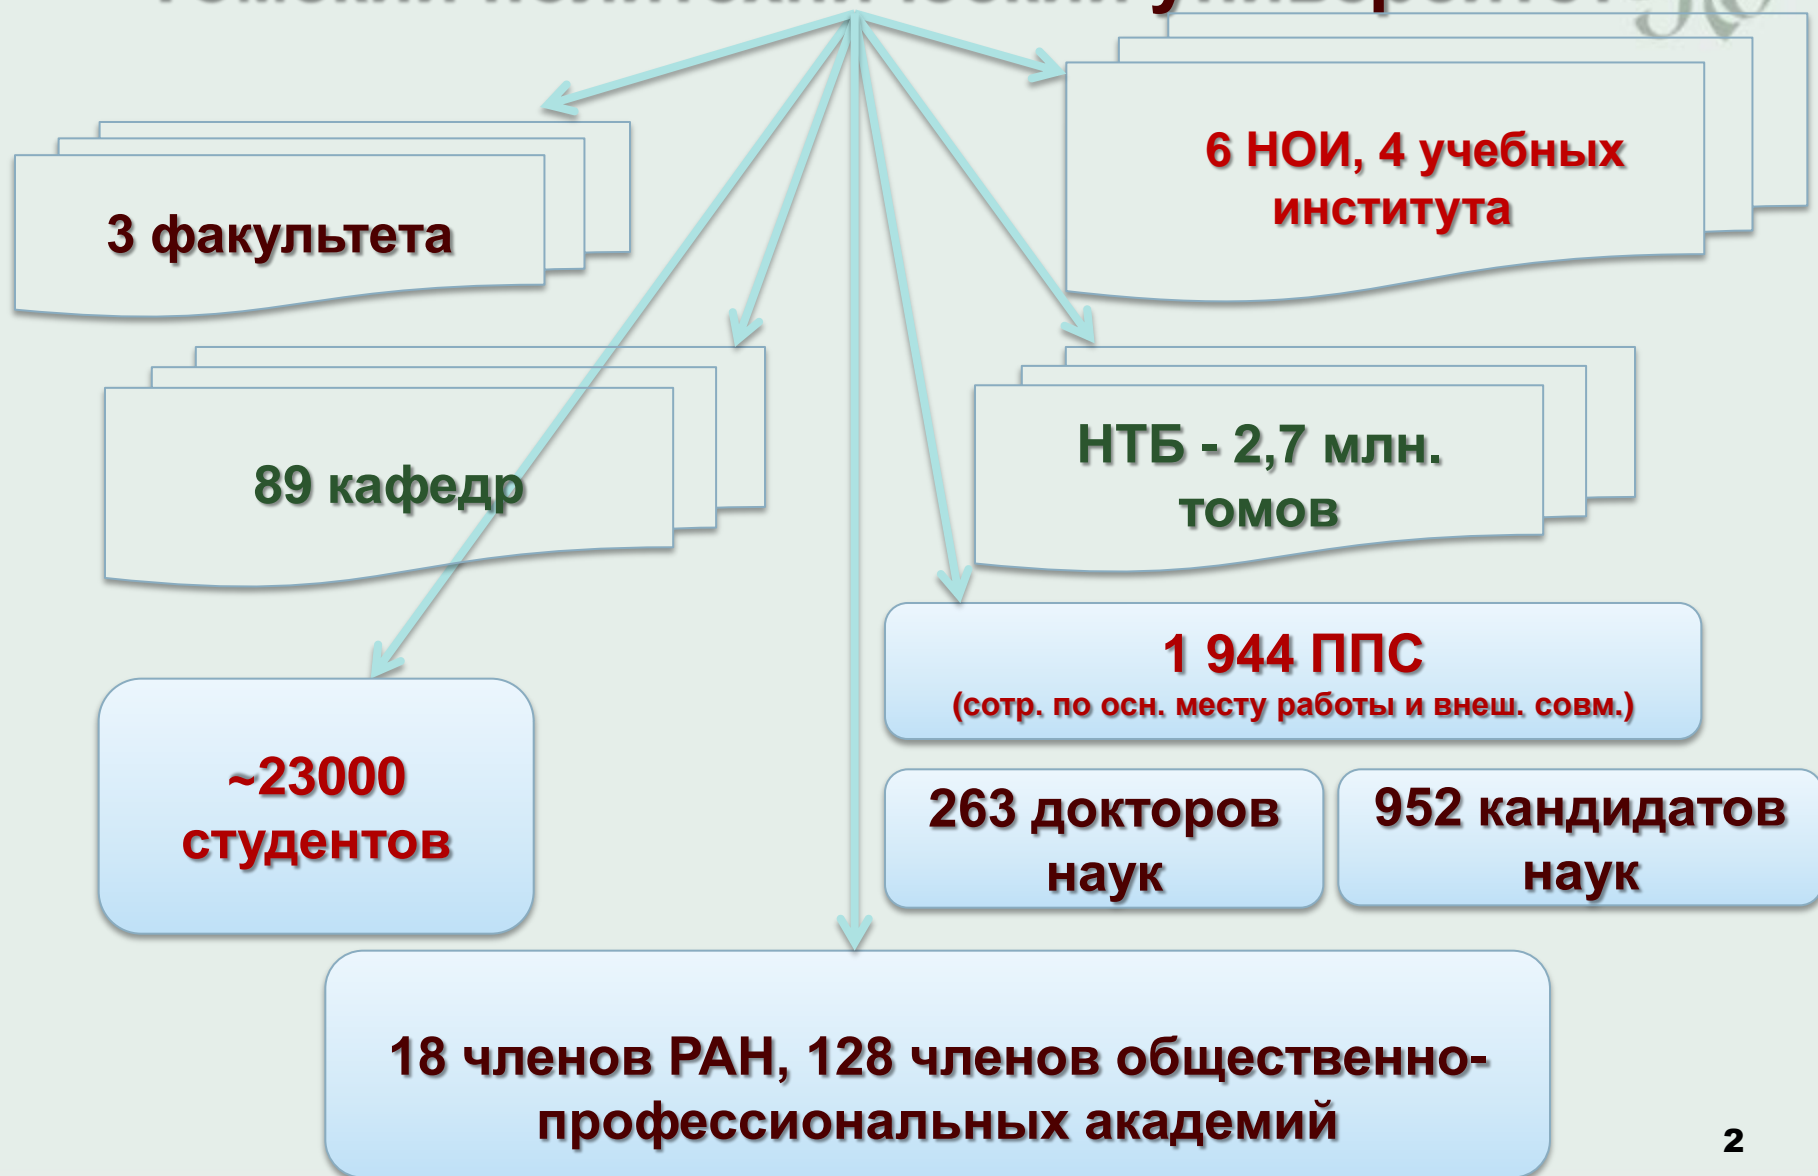 университет
3 факультета
6 НОИ, 4 учебных
института
89 кафедр
НТБ - 2,7 млн.
томов
1 944 ППС
(сотр. по осн. месту работы и внеш. совм.)
~23000
студентов
263 докторов
наук
952 кандидатов
наук
18 членов РАН, 128 членов общественно-
профессиональных академий
2